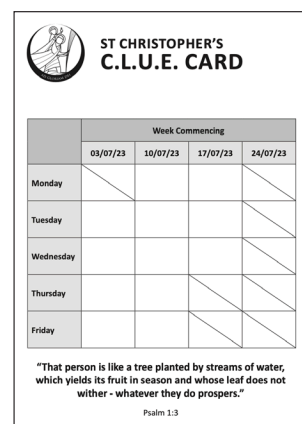 ST CHRISTOPHER'S
C.L.U.E. CARD
Week Commencing
03/07/23 10/07/23 17/07/23 24/07/23
Monday
Tuesday
Wednesday
Thursday
Friday
"That person is like a tree planted by streams of water,
which yields its fruit in season and whose leaf does not
wither - whatever they do prospers."
Psalm 1:3